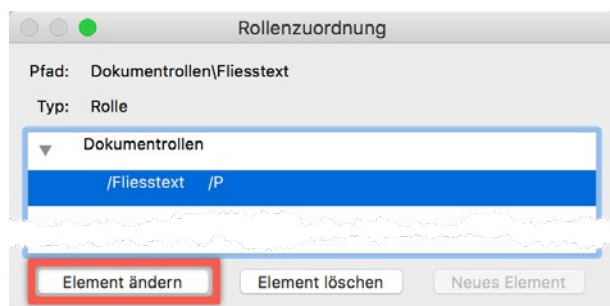 Rollenzuordnung
Pfad: Dokumentrollen\Fliesstext
Typ: Rolle
Dokumentrollen
/Fliesstext /P
Element ändern Element löschen Neues Element